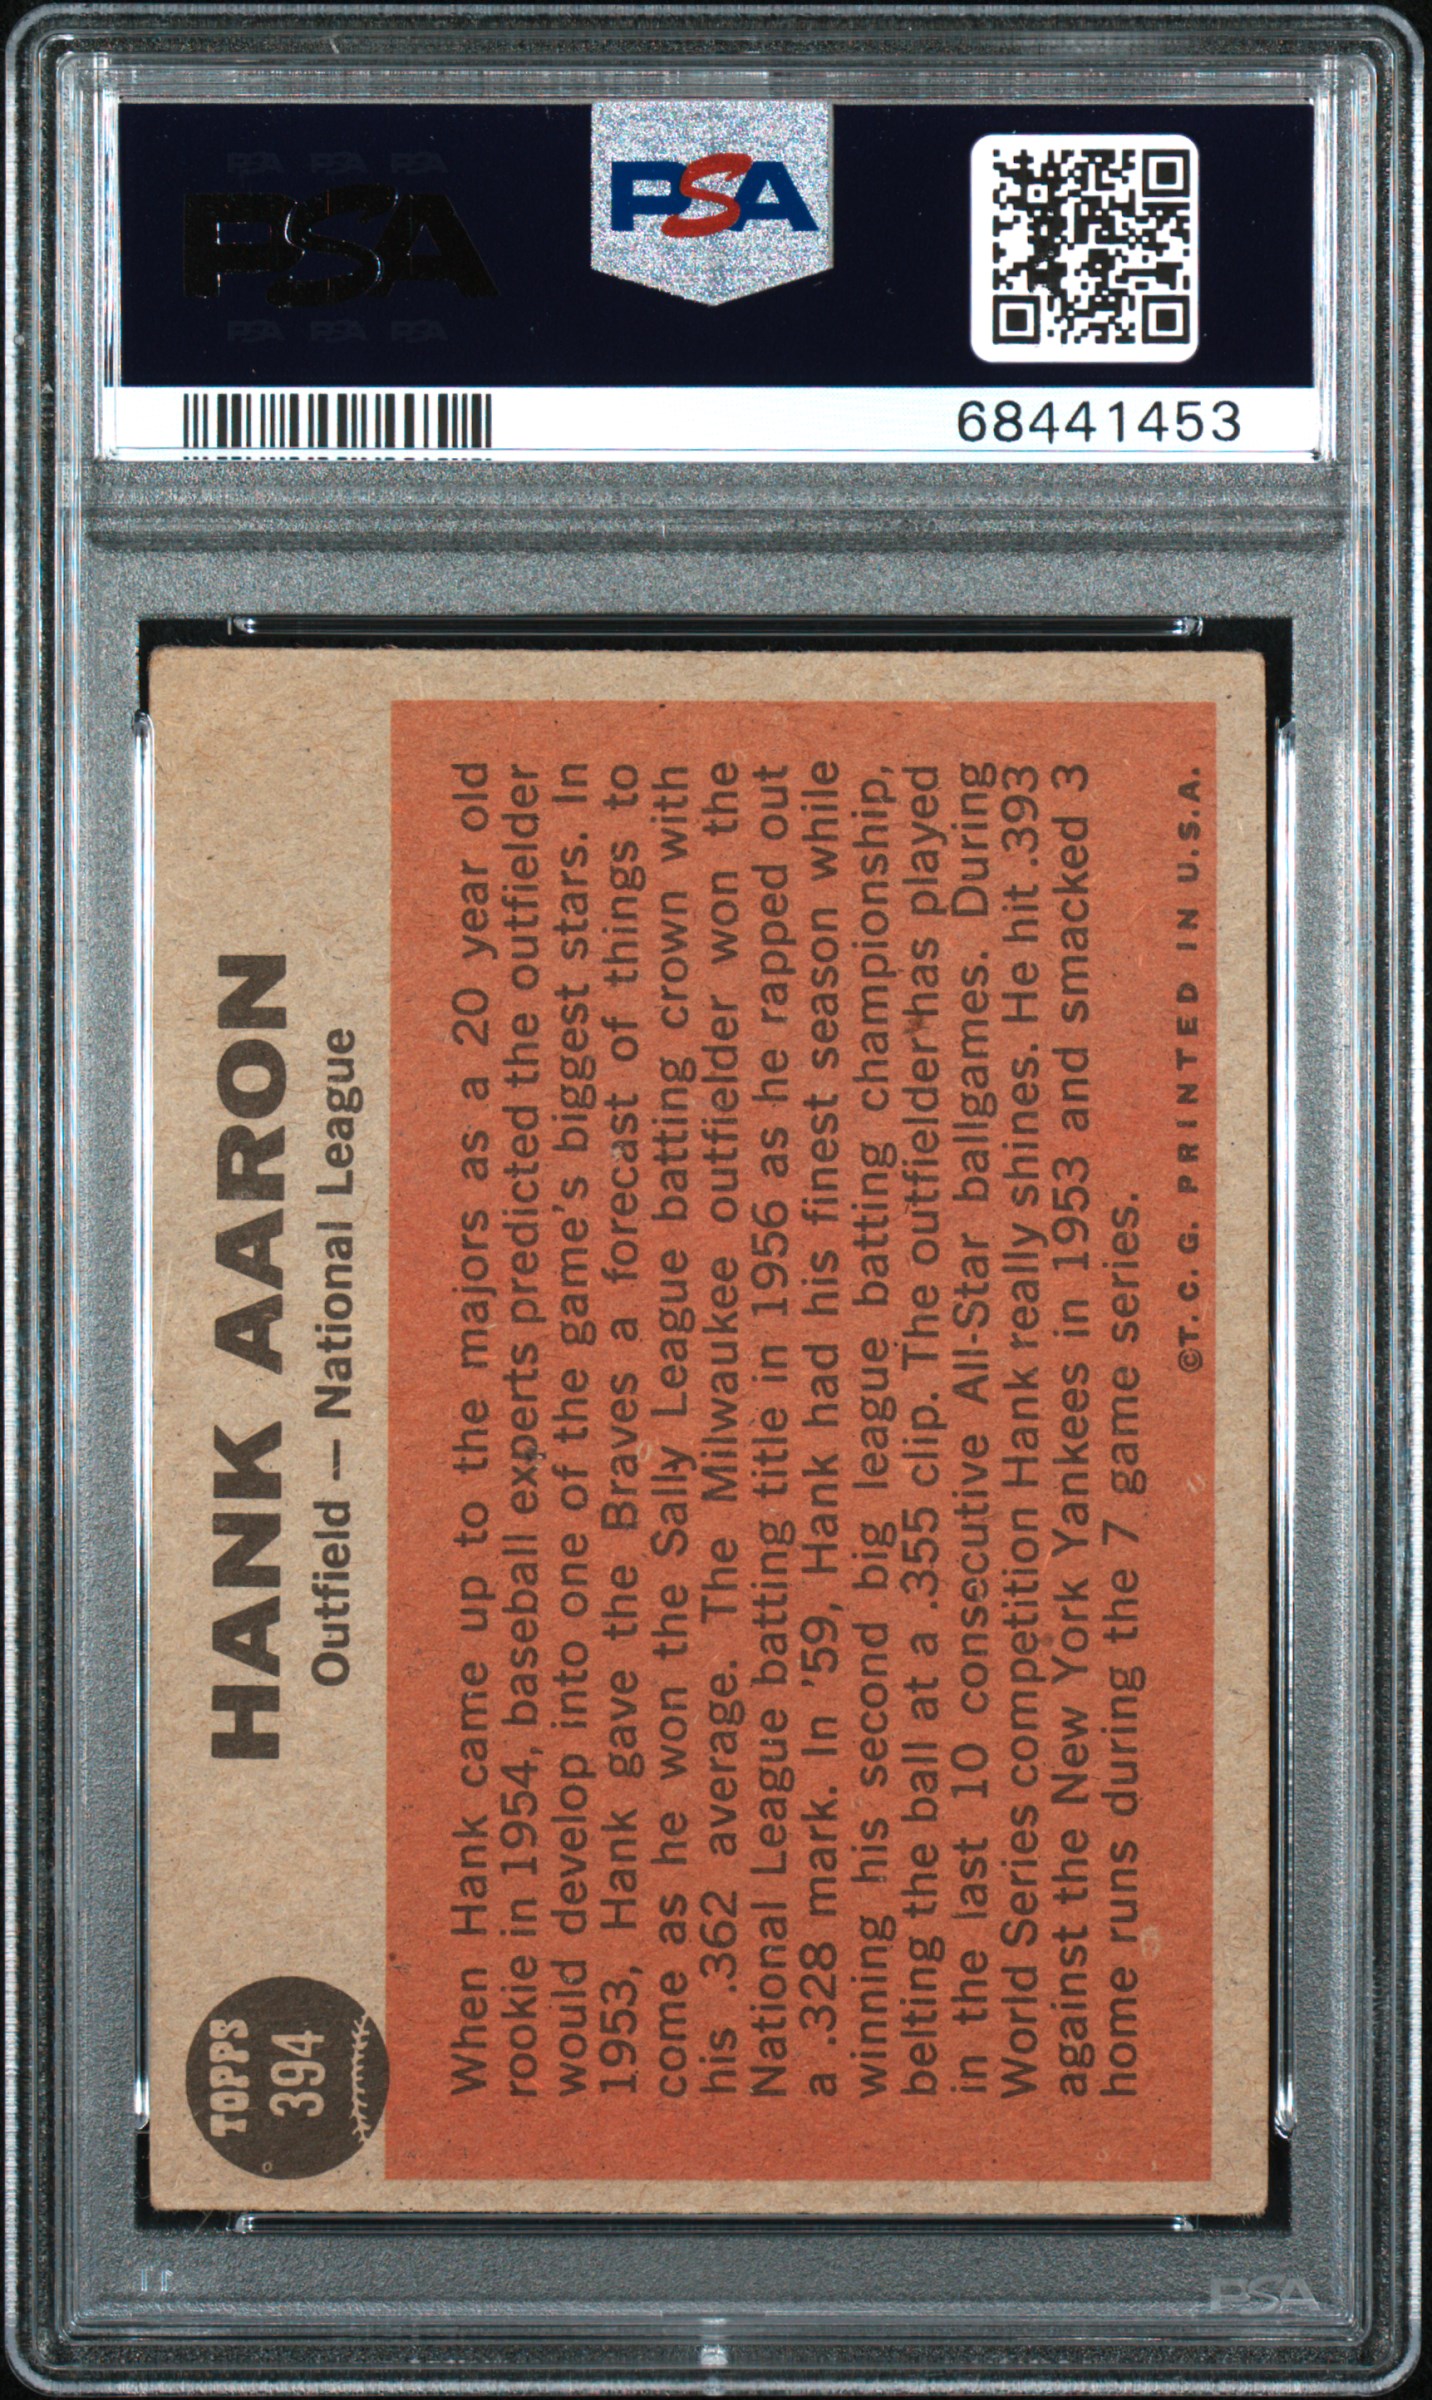 PSA PSA PSA
PSA
PSA PSA PSA
PSA
68441453
TOPPS
394
HANK AARON
Outfield — National League
When Hank came up to the majors as a 20 year old
rookie in 1954, baseball experts predicted the outfielder
would develop into one of the game's biggest stars. In
1953, Hank gave the Braves a forecast of things to
come as he won the Sally League batting crown with
his .362 average. The Milwaukee outfielder won the
National League batting title in 1956 as he rapped out
a .328 mark. In '59, Hank had his finest season while
winning his second big league batting championship,
belting the ball at a .355 clip. The outfielder has played
in the last 10 consecutive All-Star ballgames. During
World Series competition Hank really shines. He hit .393
against the New York Yankees in 1953 and smacked 3
home runs during the 7 game series.
©T. C. G. PRINTED IN U.S.A.
PSA